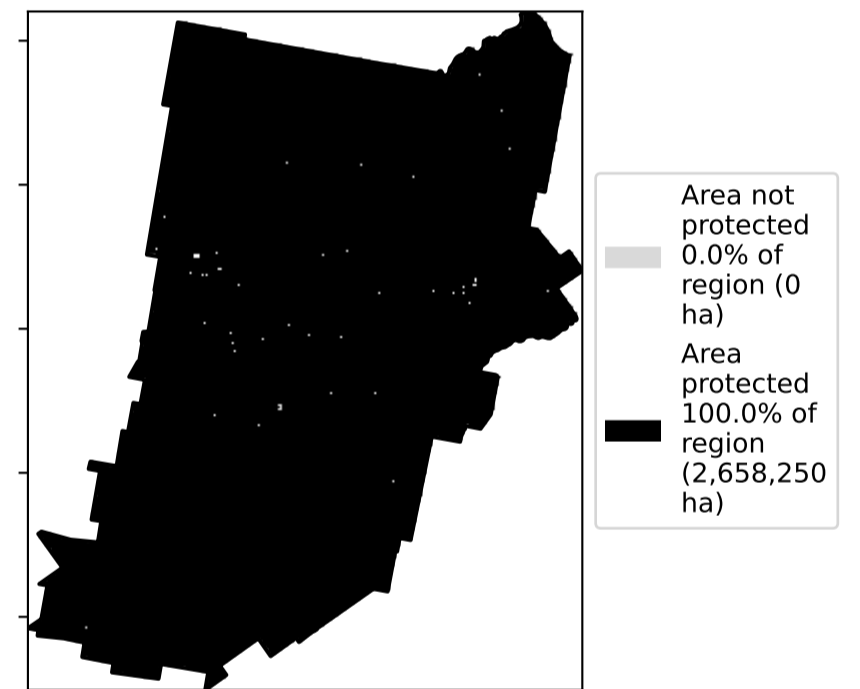 Area not
protected
0.0% of
region (0
ha)
Area
protected
100.0% of
region
(2,658,250
ha)